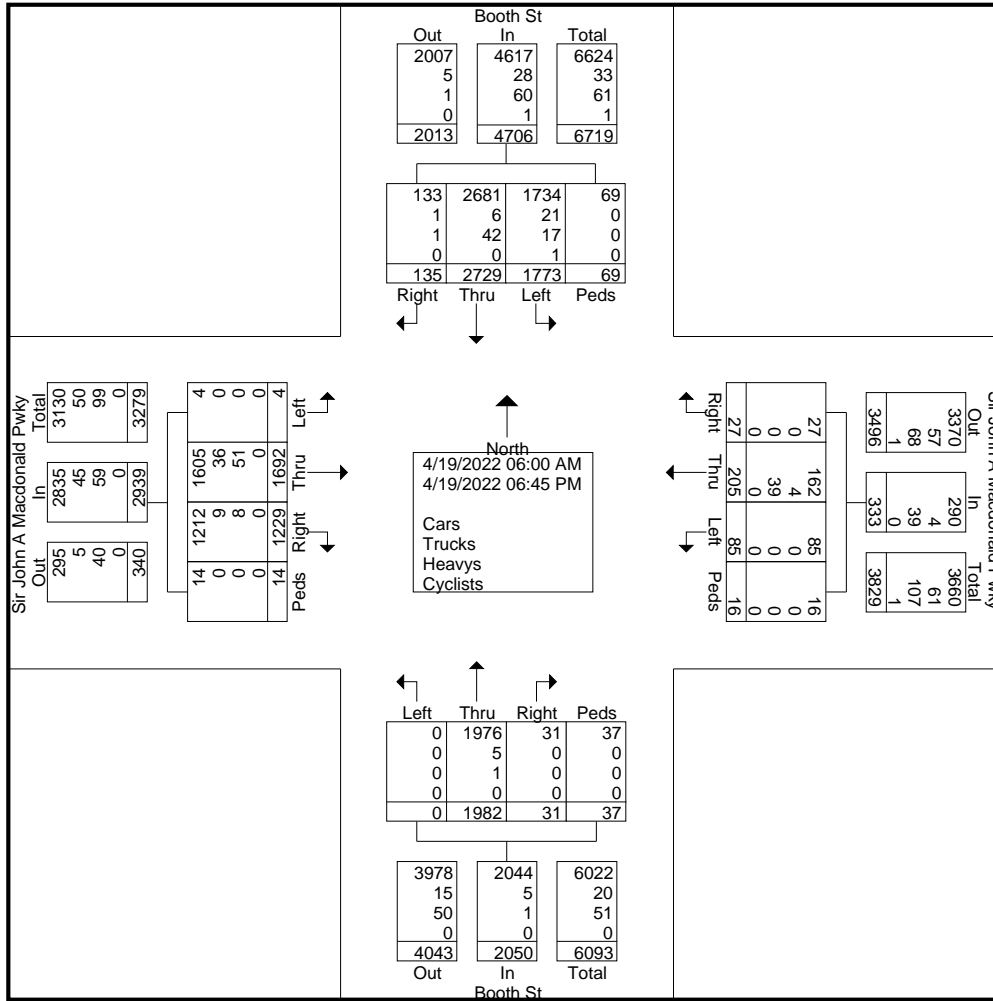 Booth St
Out In Total
2007 4617 6624
5 28 33
1 60 61
0 1 1
2013 4706 6719
133 2681 1734 69
1 6 21 0
1 42 17 0
0 0 1 0
135 2729 1773 69
Right Thru Left Peds
Sir John A Macdonald Pwky
Total In Out
3130 50 99 0 3279
2835 45 59 0 2939
295 5 40 0 340
4 0 0 0 4 Left
1605 36 51 0 1692 Thru
1212 9 8 0 1229 Right
14 0 0 0 14 Peds
North
4/19/2022 06:00 AM
4/19/2022 06:45 PM
Cars
Trucks
Heavys
Cyclists
Right 27 0 0 0 27
Thru 205 0 39 4 162
Left 85 0 0 0 85
Peds 16 0 0 0 16
Sir John A Macdonald Pwky
Out In Total
3496 1 68 57 3370
333 0 39 4 290
3829 1 107 61 3660
Left Thru Right Peds
0 1976 31 37
0 5 0 0
0 1 0 0
0 0 0 0
0 1982 31 37
3978 2044 6022
15 5 20
50 1 51
0 0 0
4043 2050 6093
Out In Total
Booth St